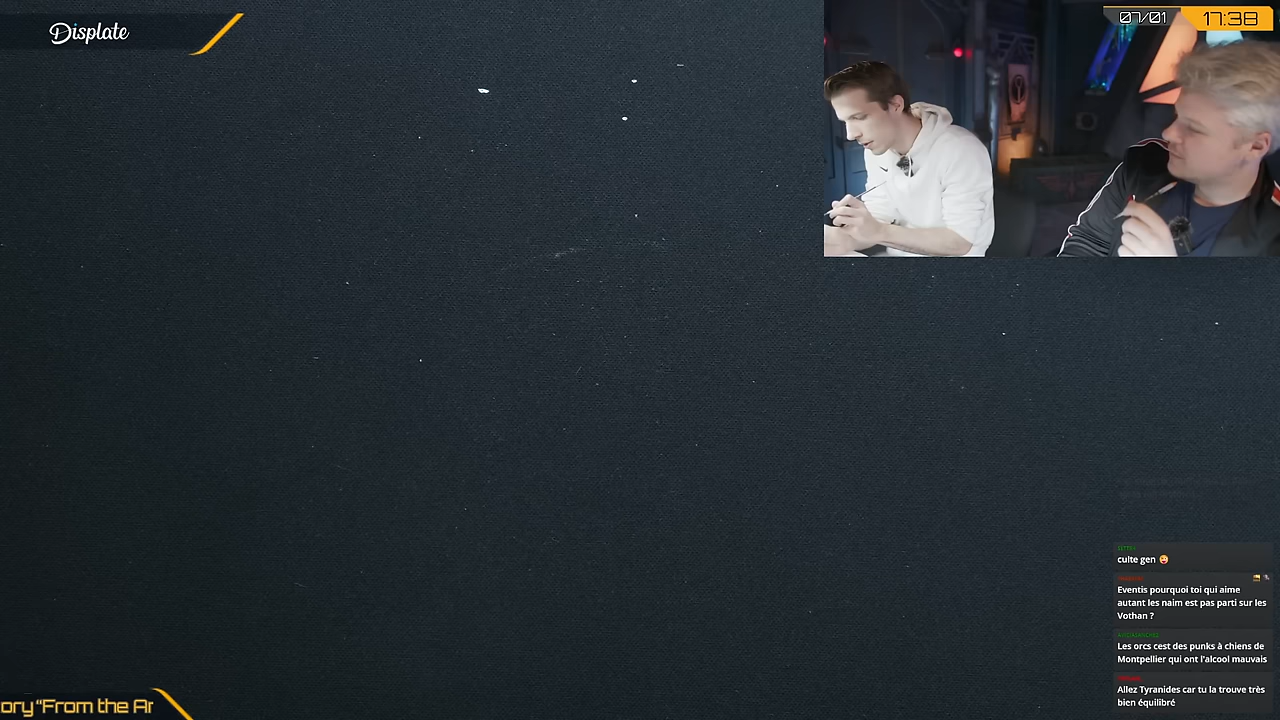 Displate
07/01
17:38
culte gen
Eventis pourquoi toi qui aime
autant les naim est pas parti sur les
Vothan ?
Les orcs cest des punks à chiens de
Montpellier qui ont l'alcool mauvais
Allez Tyranides car tu la trouve très
bien équilibré
ory "From the Ar